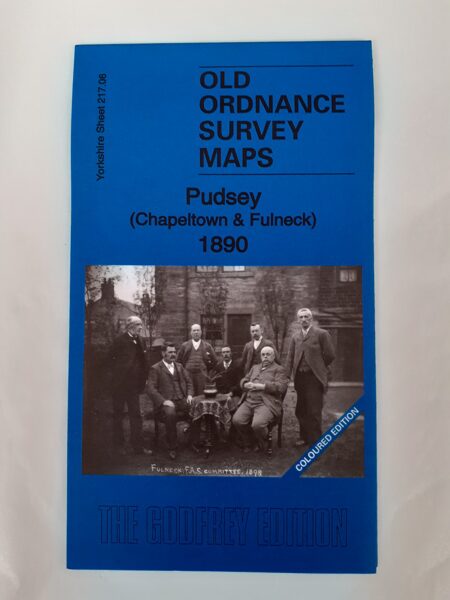 Yorkshire Sheet 217.06
OLD
ORDNANCE
SURVEY
MAPS
Pudsey
(Chapeltown & Fulneck)
1890
FULNECK F.A.S. COMMITTEE, 1898
COLOURED EDITION
THE GODFREY EDITION